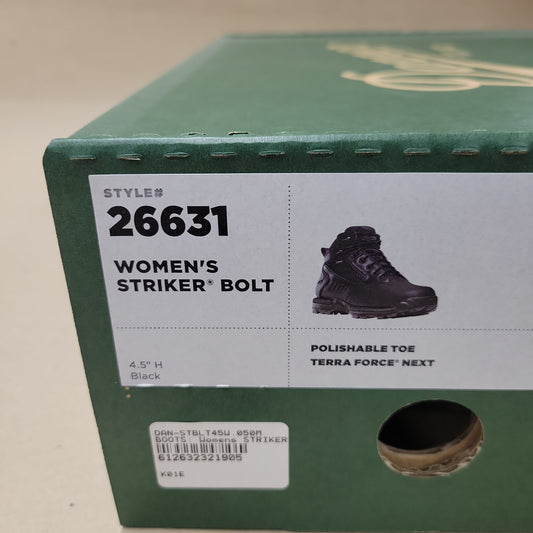 STYLE#
26631
WOMEN'S
STRIKER® BOLT
4.5" H
Black
POLISHABLE TOE
TERRA FORCE® NEXT
DAN-STBLT45W.050M
BOOTS: Womens STRIKER
612632321905
K01E